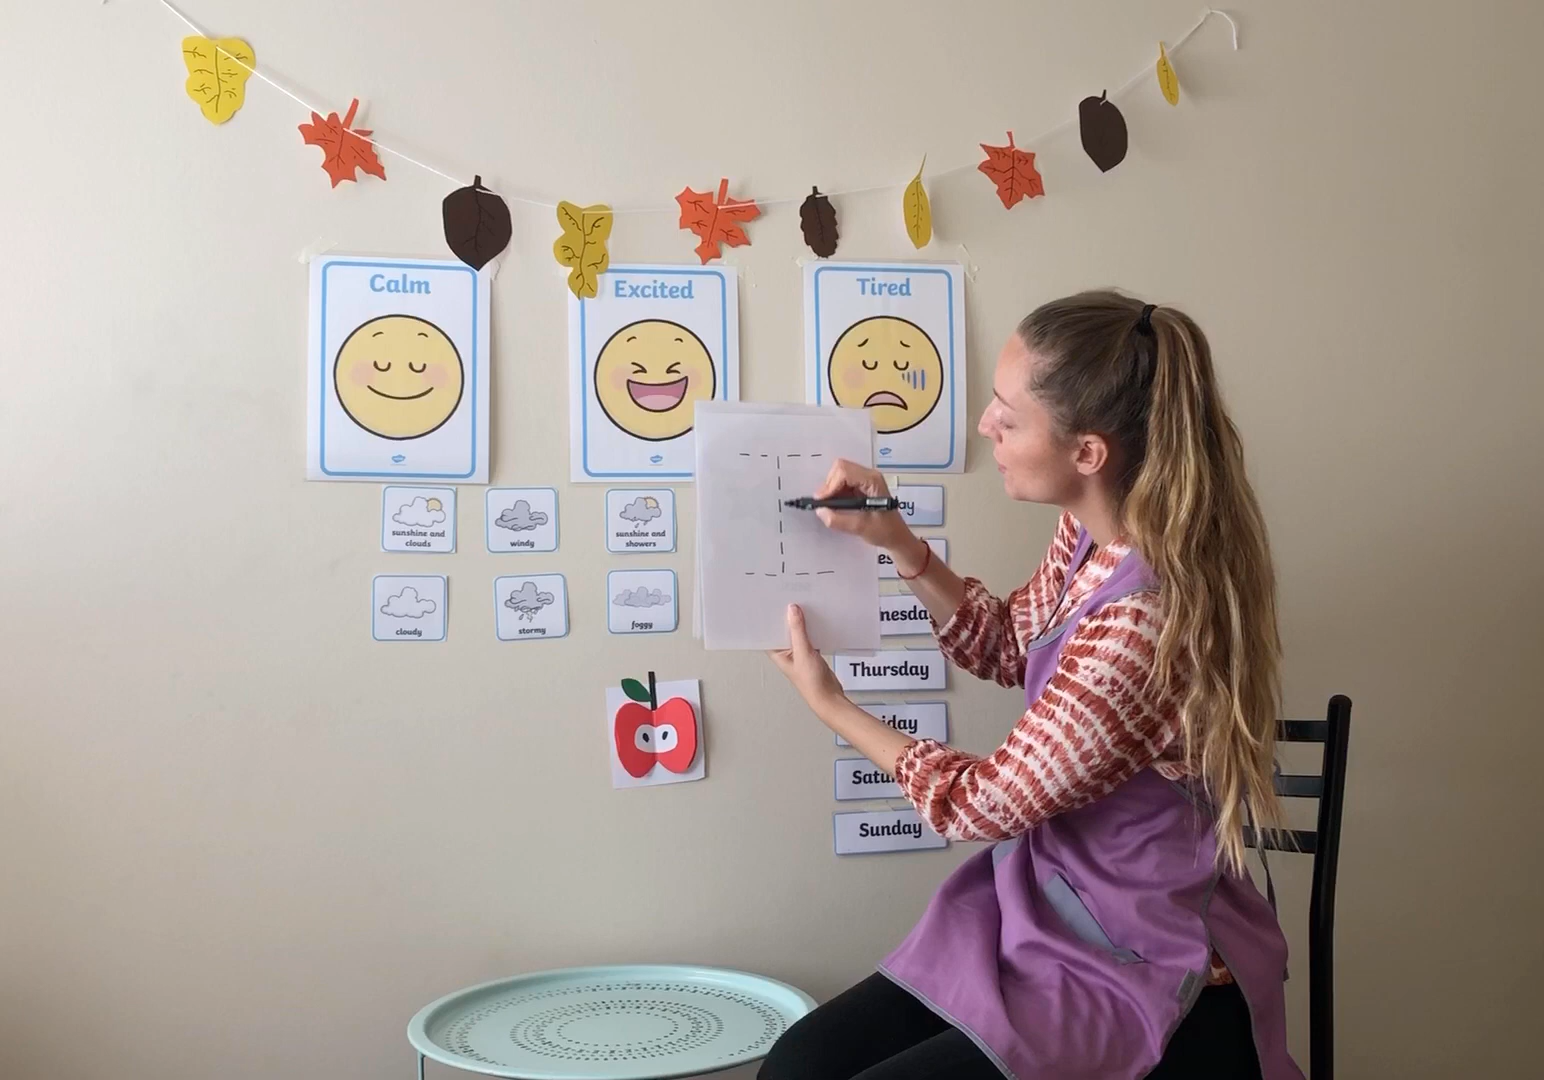 Calm
Excited
Tired
sunshine and
clouds
windy
sunshine and
showers
cloudy
stormy
foggy
I
Thursday
Sunday